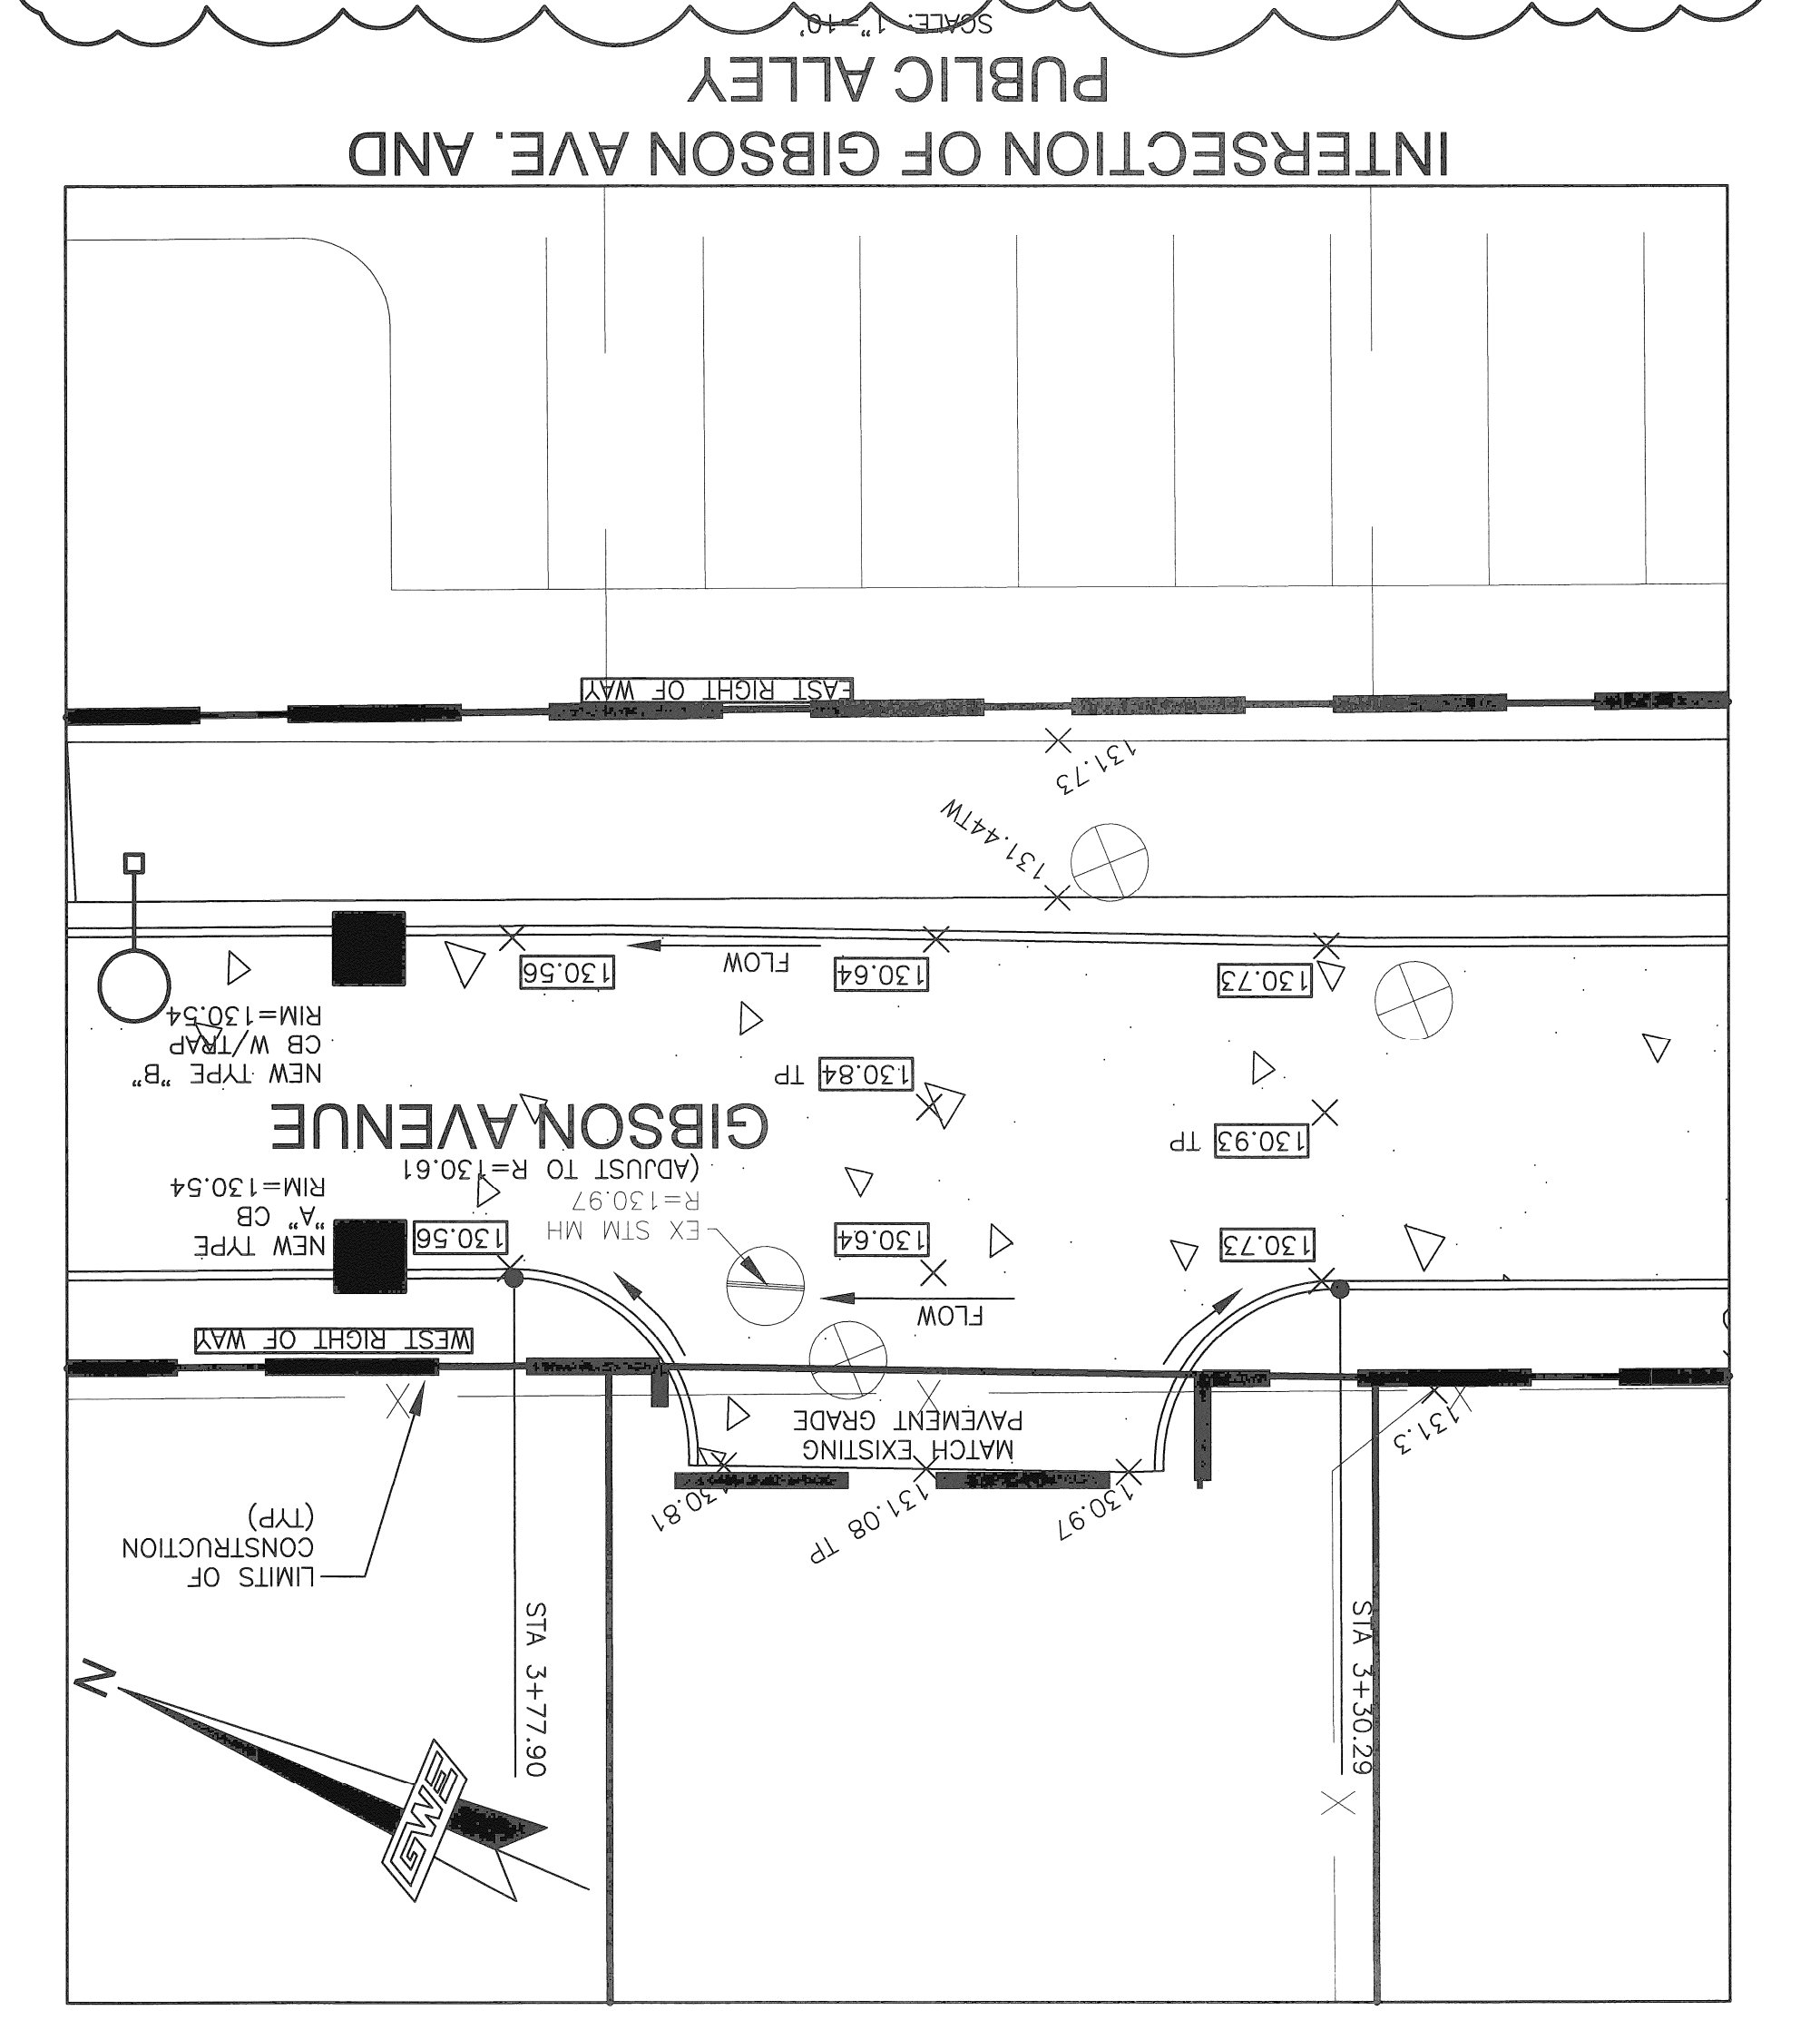 STA 3+30.29
STA 3+77.90
GWE
N
LIMITS OF
CONSTRUCTION
(TYP)
130.97
131.08 TP
130.81
131.3
MATCH EXISTING
PAVEMENT GRADE
WEST RIGHT OF WAY
FLOW
130.73
130.64
EX STM MH
R=130.97
(ADJUST TO R=130.61
130.56
NEW TYPE
"A" CB
RIM=130.54
130.93 TP
GIBSON AVENUE
130.84 TP
NEW TYPE "B"
CB W/TRAP
RIM=130.54
130.73
130.64
FLOW
130.56
131.44TW
131.73
EAST RIGHT OF WAY
INTERSECTION OF GIBSON AVE. AND
PUBLIC ALLEY
SCALE: 1"=10'